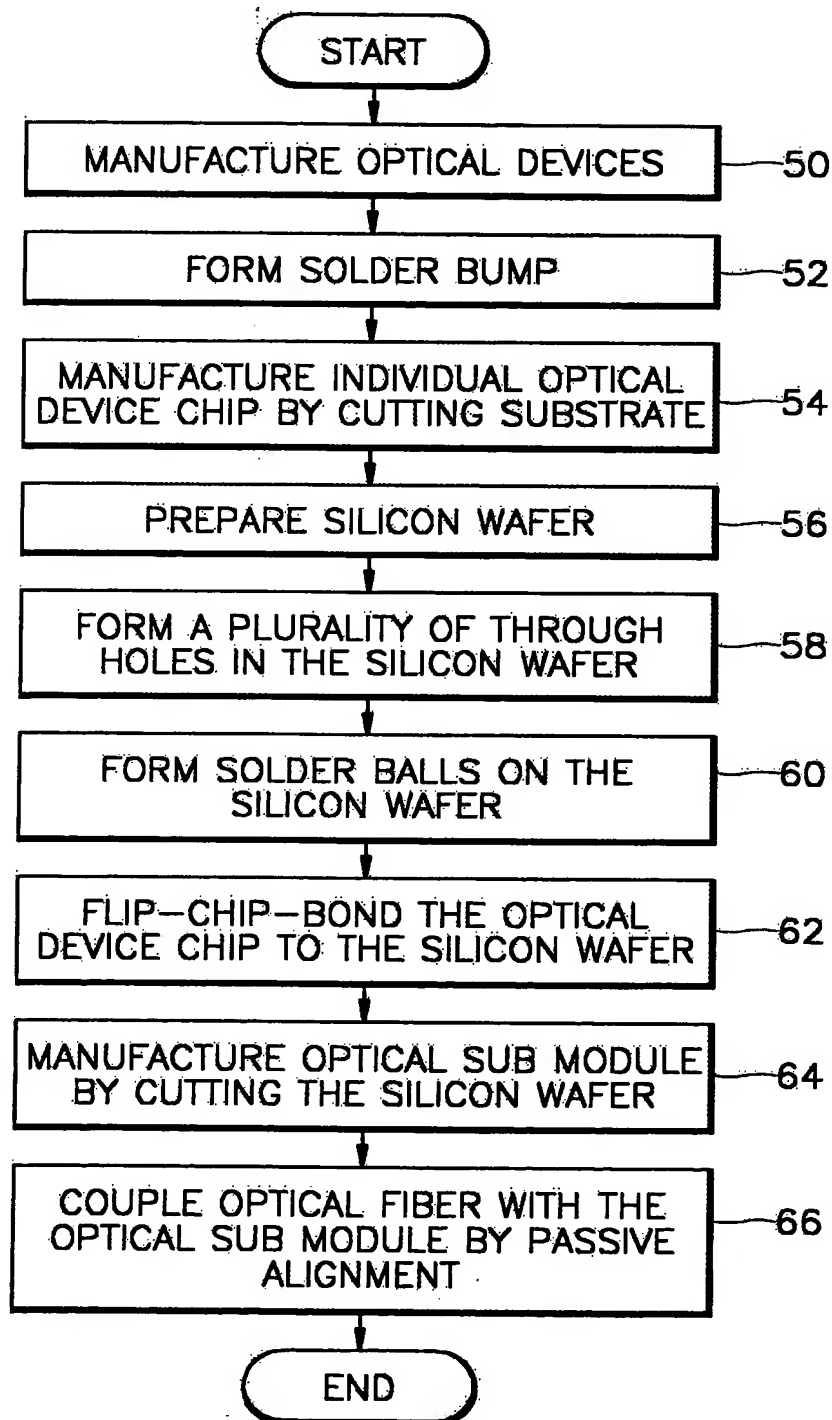 START
MANUFACTURE OPTICAL DEVICES
50
FORM SOLDER BUMP
52
MANUFACTURE INDIVIDUAL OPTICAL
DEVICE CHIP BY CUTTING SUBSTRATE
54
PREPARE SILICON WAFER
56
FORM A PLURALITY OF THROUGH
HOLES IN THE SILICON WAFER
58
FORM SOLDER BALLS ON THE
SILICON WAFER
60
FLIP-CHIP-BOND THE OPTICAL
DEVICE CHIP TO THE SILICON WAFER
62
MANUFACTURE OPTICAL SUB MODULE
BY CUTTING THE SILICON WAFER
64
COUPLE OPTICAL FIBER WITH THE
OPTICAL SUB MODULE BY PASSIVE
ALIGNMENT
66
END